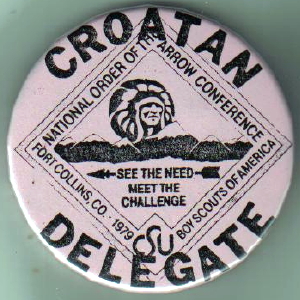 CROATAN
NATIONAL ORDER OF THE ARROW CONFERENCE
SEE THE NEED
MEET THE
CHALLENGE
FORT COLLINS, CO. - 1979
CSU
BOY SCOUTS OF AMERICA
DELEGATE